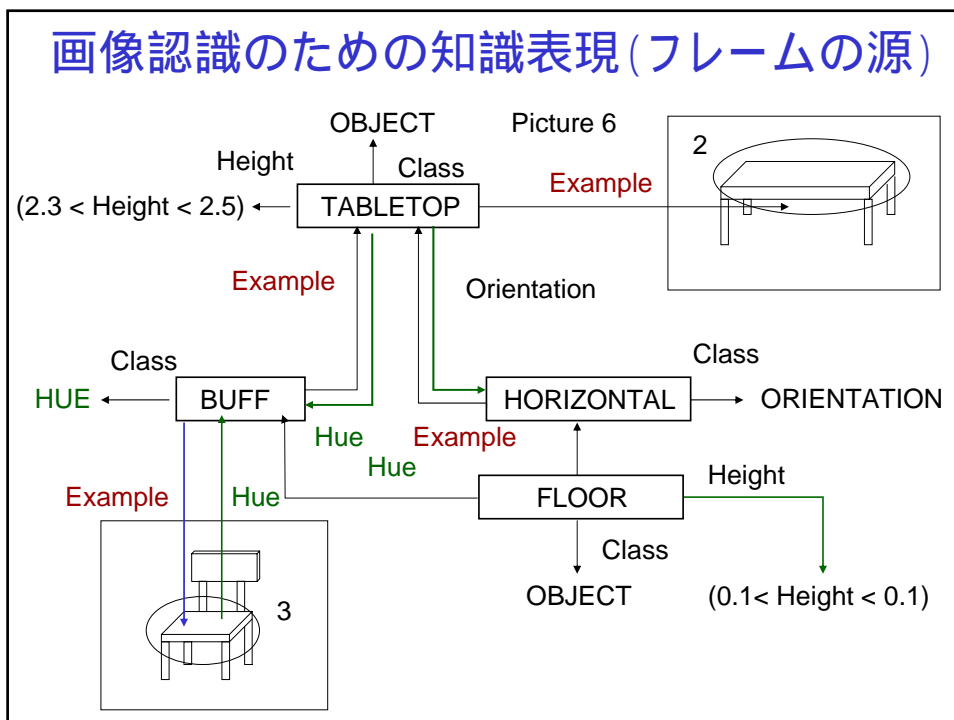 画像認識のための知識表現(フレームの源)
OBJECT
Picture 6
2
Height
Class
Example
(2.3 < Height < 2.5)
TABLETOP
Example
Orientation
Class
Class
HUE
BUFF
HORIZONTAL
ORIENTATION
Hue
Example
Hue
Height
Example
Hue
FLOOR
Class
OBJECT
(0.1< Height < 0.1)
3